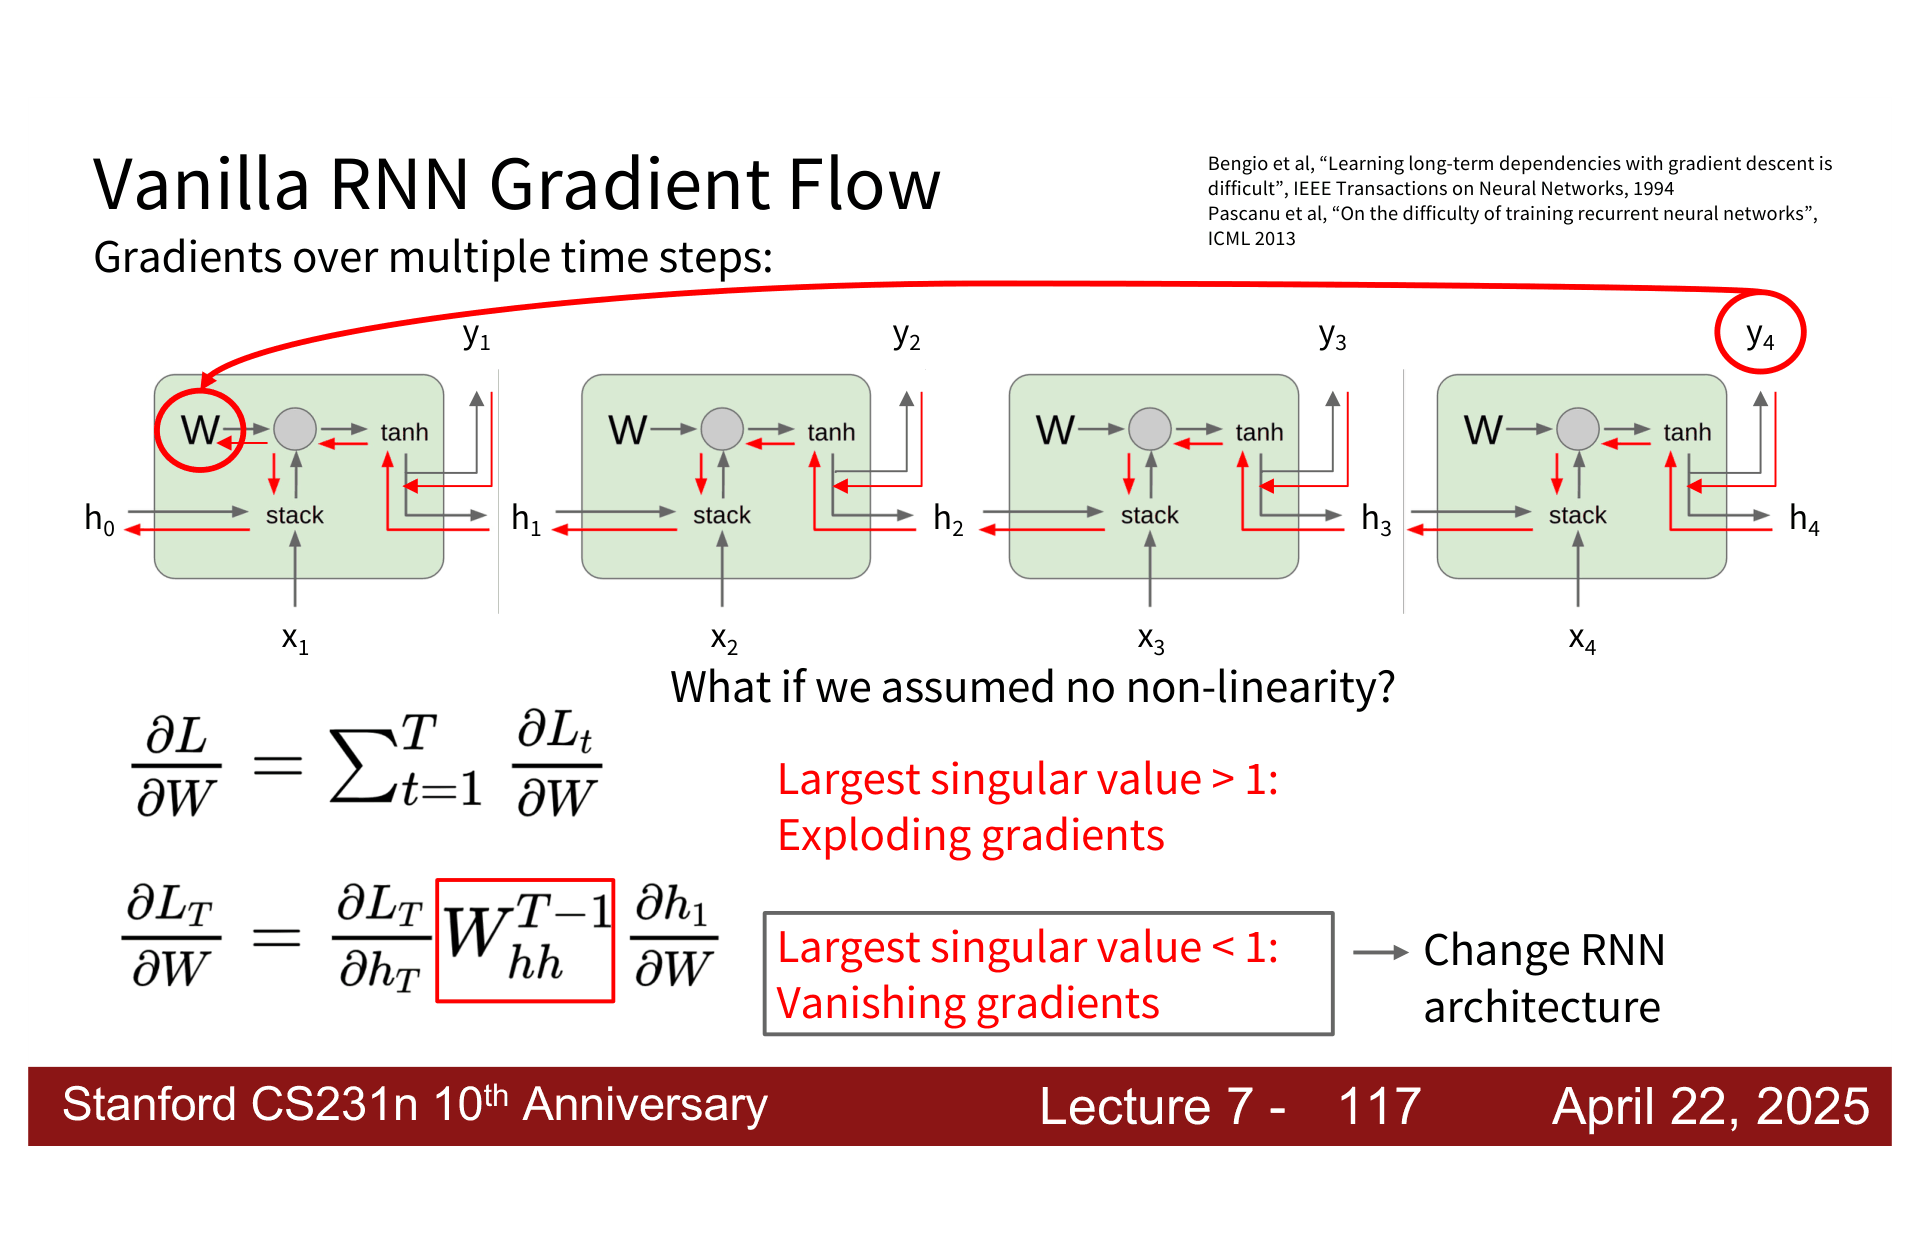 Vanilla RNN Gradient Flow
Gradients over multiple time steps:
Bengio et al, “Learning long-term dependencies with gradient descent is
difficult”, IEEE Transactions on Neural Networks, 1994
Pascanu et al, “On the difficulty of training recurrent neural networks”,
ICML 2013
y₁ y₂ y₃ y₄
W tanh W tanh W tanh W tanh
h₀ stack h₁ stack h₂ stack h₃ stack h₄
x₁ x₂ x₃ x₄
What if we assumed no non-linearity?
∂L/∂W = ∑_{t=1}^{T} ∂L_t/∂W
Largest singular value > 1:
Exploding gradients
∂L_T/∂W = ∂L_T/∂h_T W_{hh}^{T−1} ∂h₁/∂W
Largest singular value < 1:
Vanishing gradients
Change RNN
architecture
Stanford CS231n 10th Anniversary Lecture 7 - 117 April 22, 2025